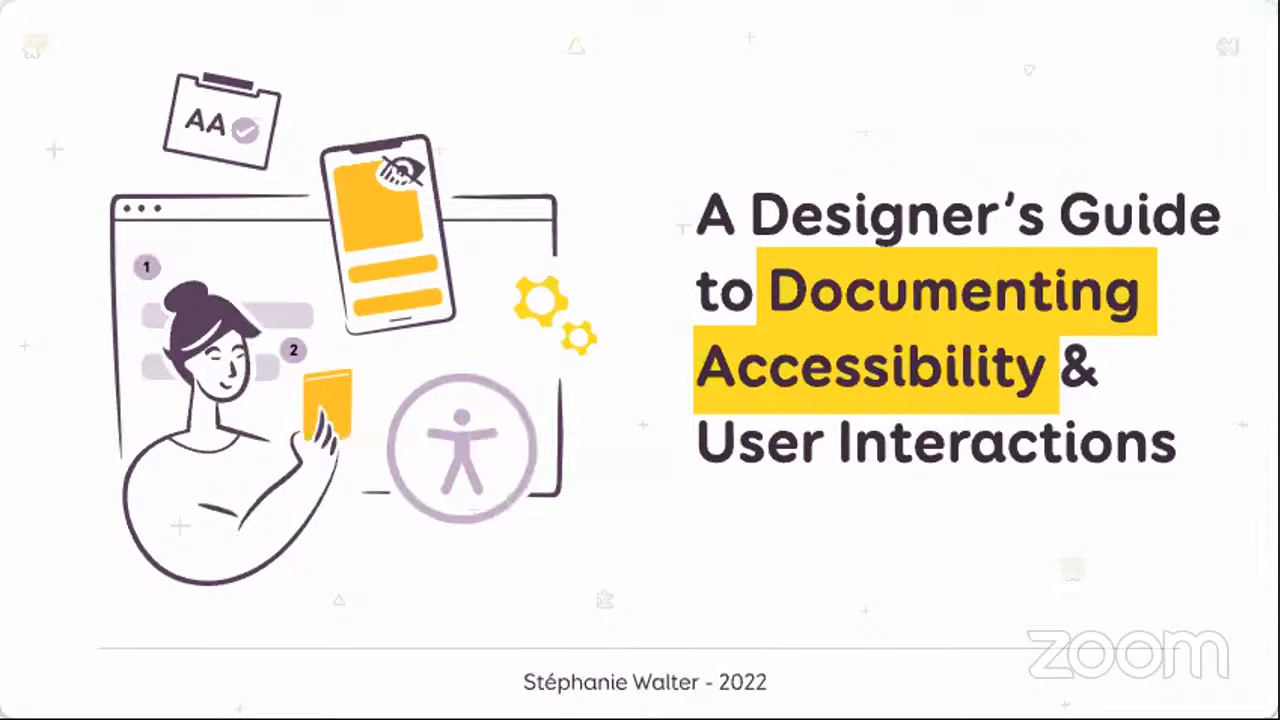 AA
1
2
A Designer’s Guide
to Documenting
Accessibility &
User Interactions
Stéphanie Walter - 2022
zoom